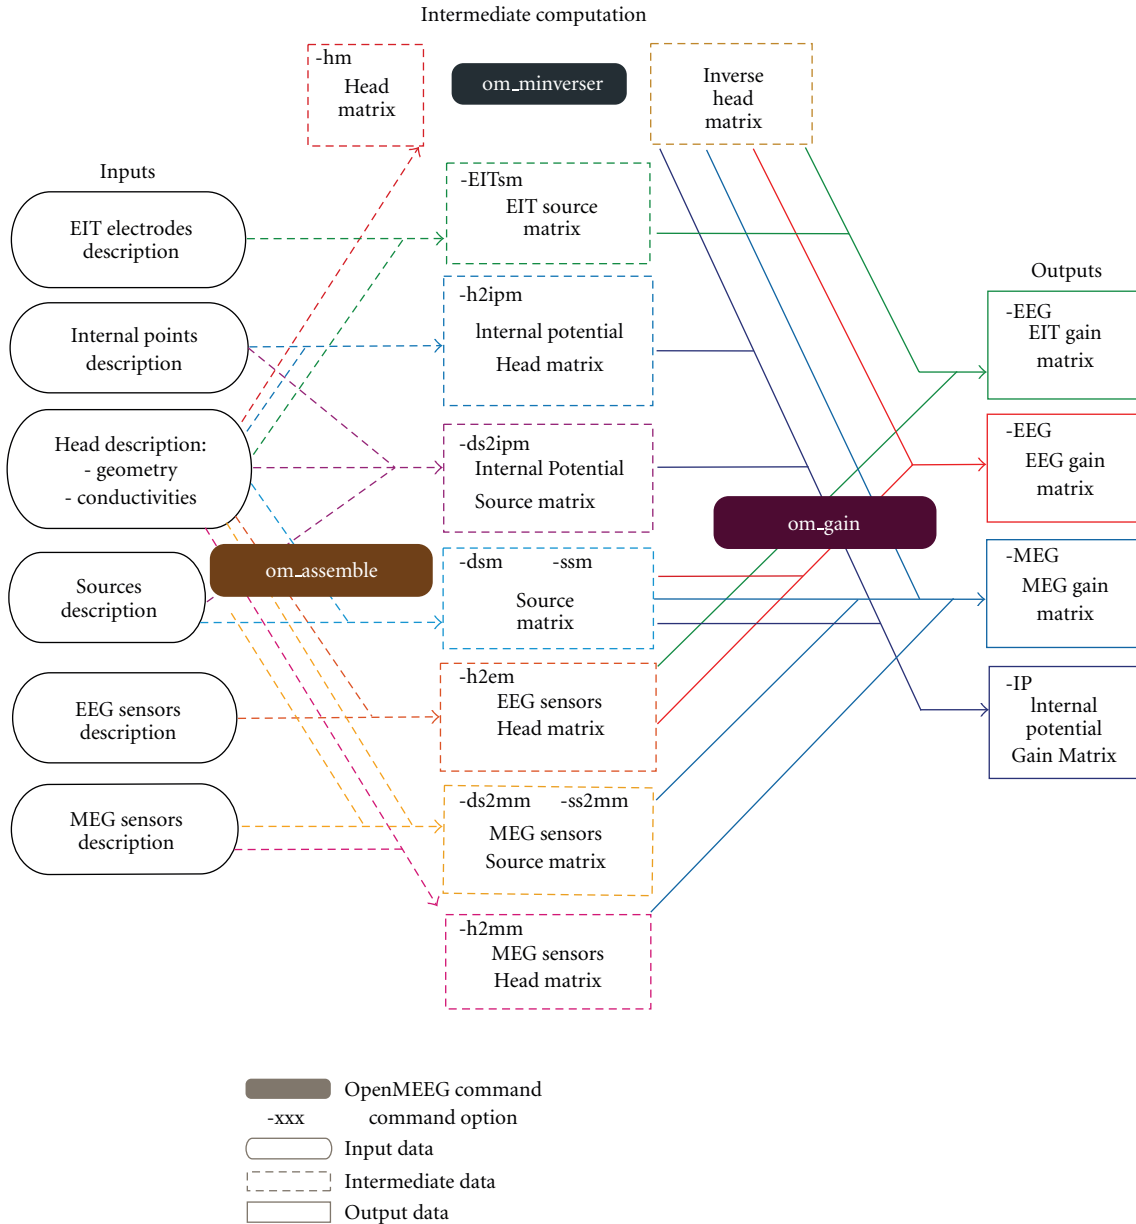 Intermediate computation
-hm
Head
matrix
om_minverser
Inverse
head
matrix
Inputs
EIT electrodes
description
Internal points
description
Head description:
- geometry
- conductivities
Sources
description
EEG sensors
description
MEG sensors
description
om_assemble
-EITsm
EIT source
matrix
-h2ipm
Internal potential
Head matrix
-ds2ipm
Internal Potential
Source matrix
-dsm -ssm
Source
matrix
-h2em
EEG sensors
Head matrix
-ds2mm -ss2mm
MEG sensors
Source matrix
-h2mm
MEG sensors
Head matrix
om_gain
Outputs
-EEG
EIT gain
matrix
-EEG
EEG gain
matrix
-MEG
MEG gain
matrix
-IP
Internal
potential
Gain Matrix
OpenMEEG command
-xxx command option
Input data
Intermediate data
Output data